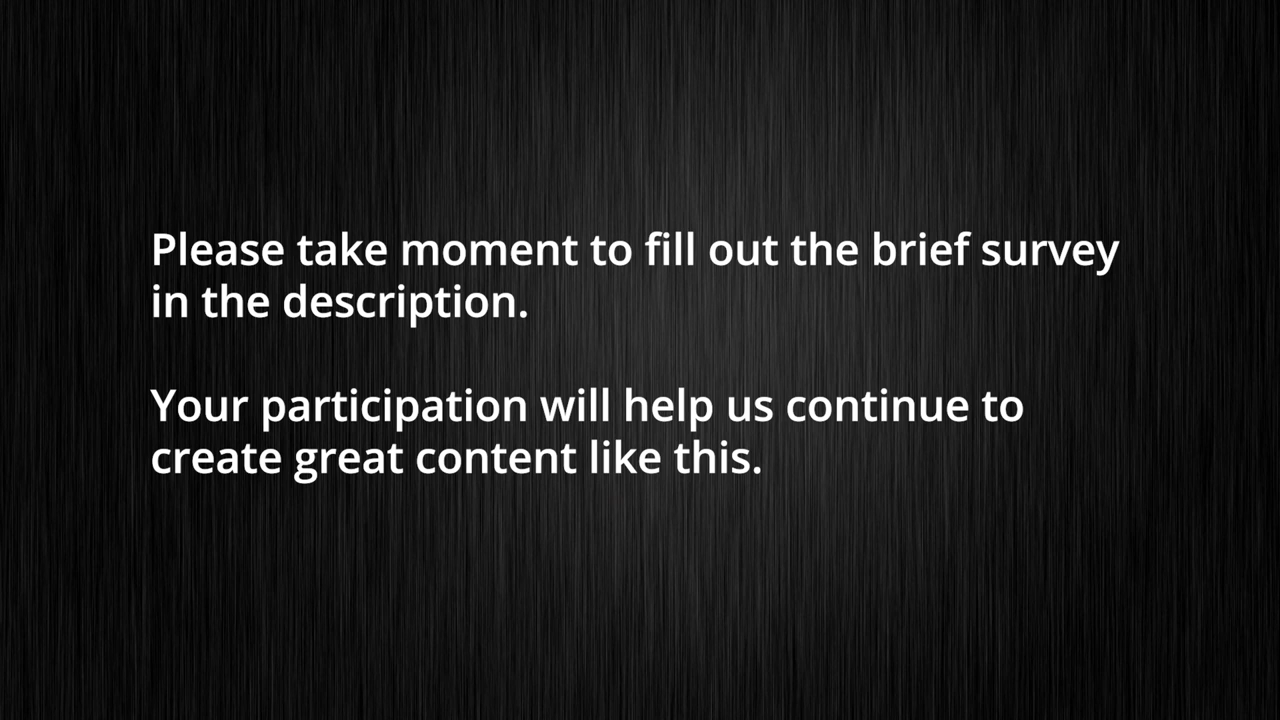 Please take moment to fill out the brief survey
in the description.
Your participation will help us continue to
create great content like this.